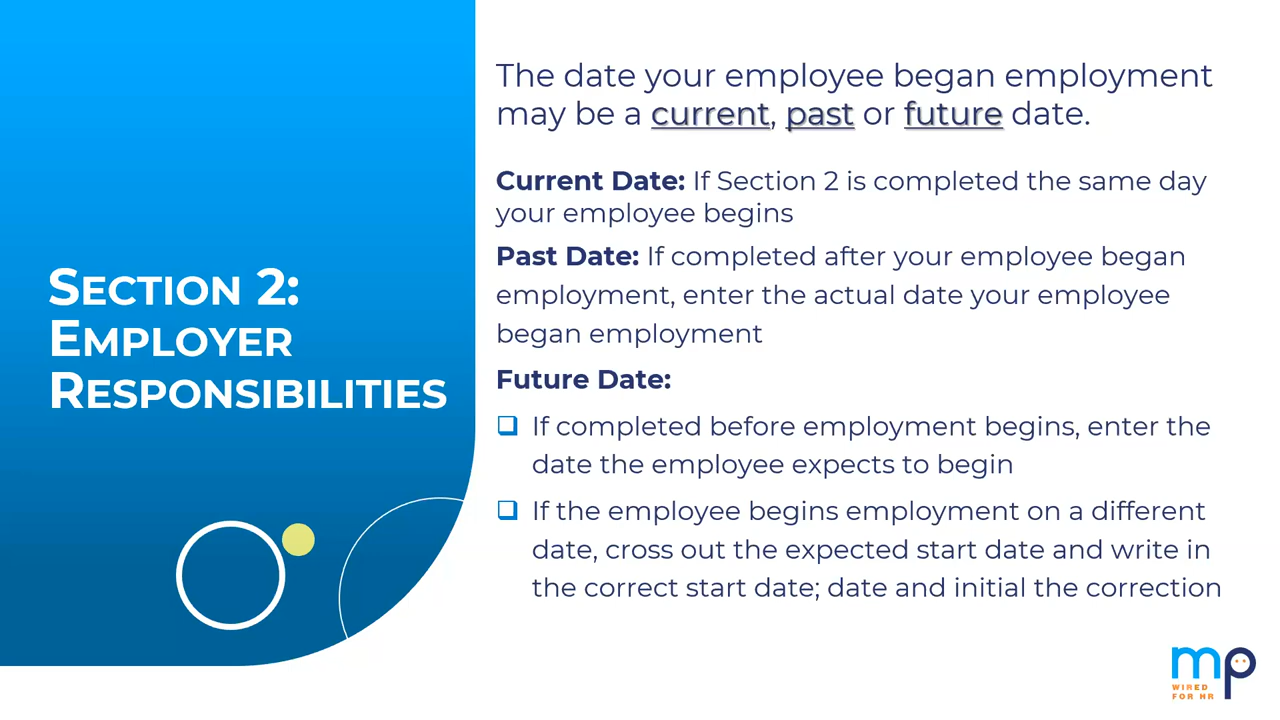 SECTION 2:
EMPLOYER
RESPONSIBILITIES
The date your employee began employment
may be a current, past or future date.
Current Date: If Section 2 is completed the same day
your employee begins
Past Date: If completed after your employee began
employment, enter the actual date your employee
began employment
Future Date:
❑ If completed before employment begins, enter the
date the employee expects to begin
❑ If the employee begins employment on a different
date, cross out the expected start date and write in
the correct start date; date and initial the correction
mp
WIRED
FOR HR